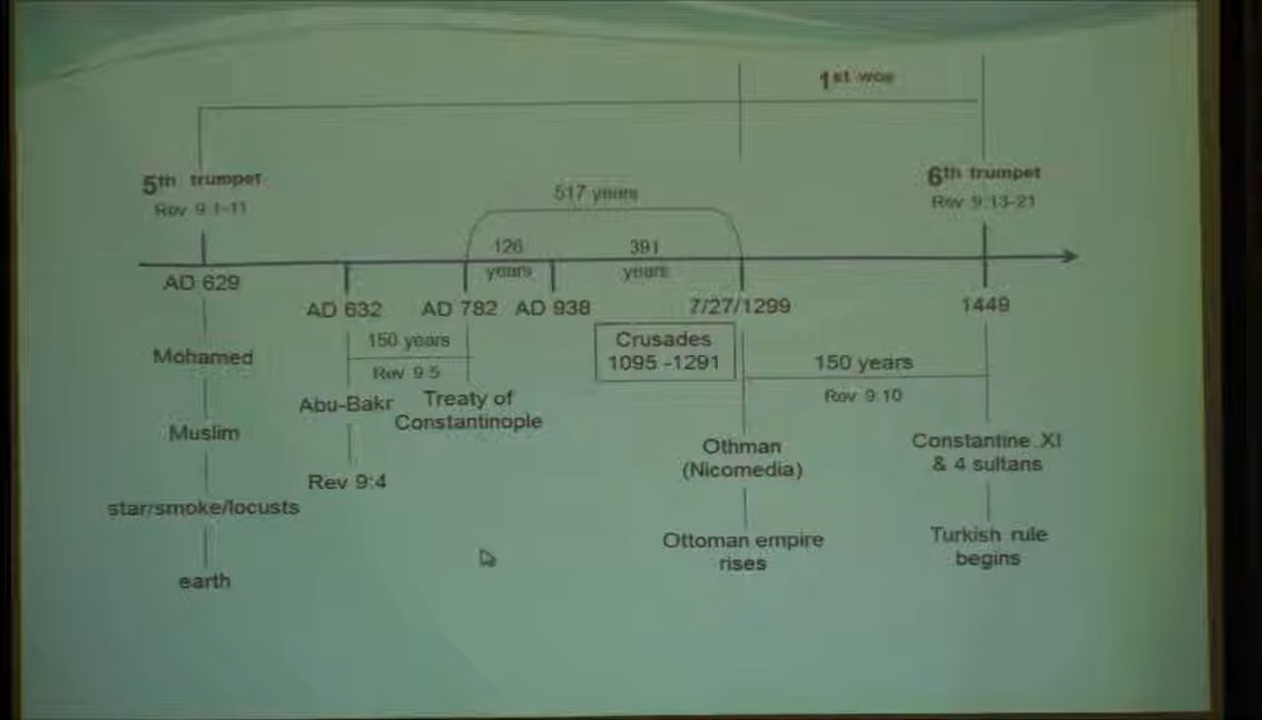 1st woe
5th trumpet
Rev 9:1-11
6th trumpet
Rev 9:13-21
517 years
126
years
391
years
AD 629
AD 632
AD 782
AD 938
7/27/1299
1449
150 years
Rev 9:5
Crusades
1095 -1291
150 years
Rev 9:10
Mohamed
Abu-Bakr
Treaty of
Constantinople
Muslim
Othman
(Nicomedia)
Constantine XI
& 4 sultans
Rev 9:4
star/smoke/locusts
Ottoman empire
rises
Turkish rule
begins
earth